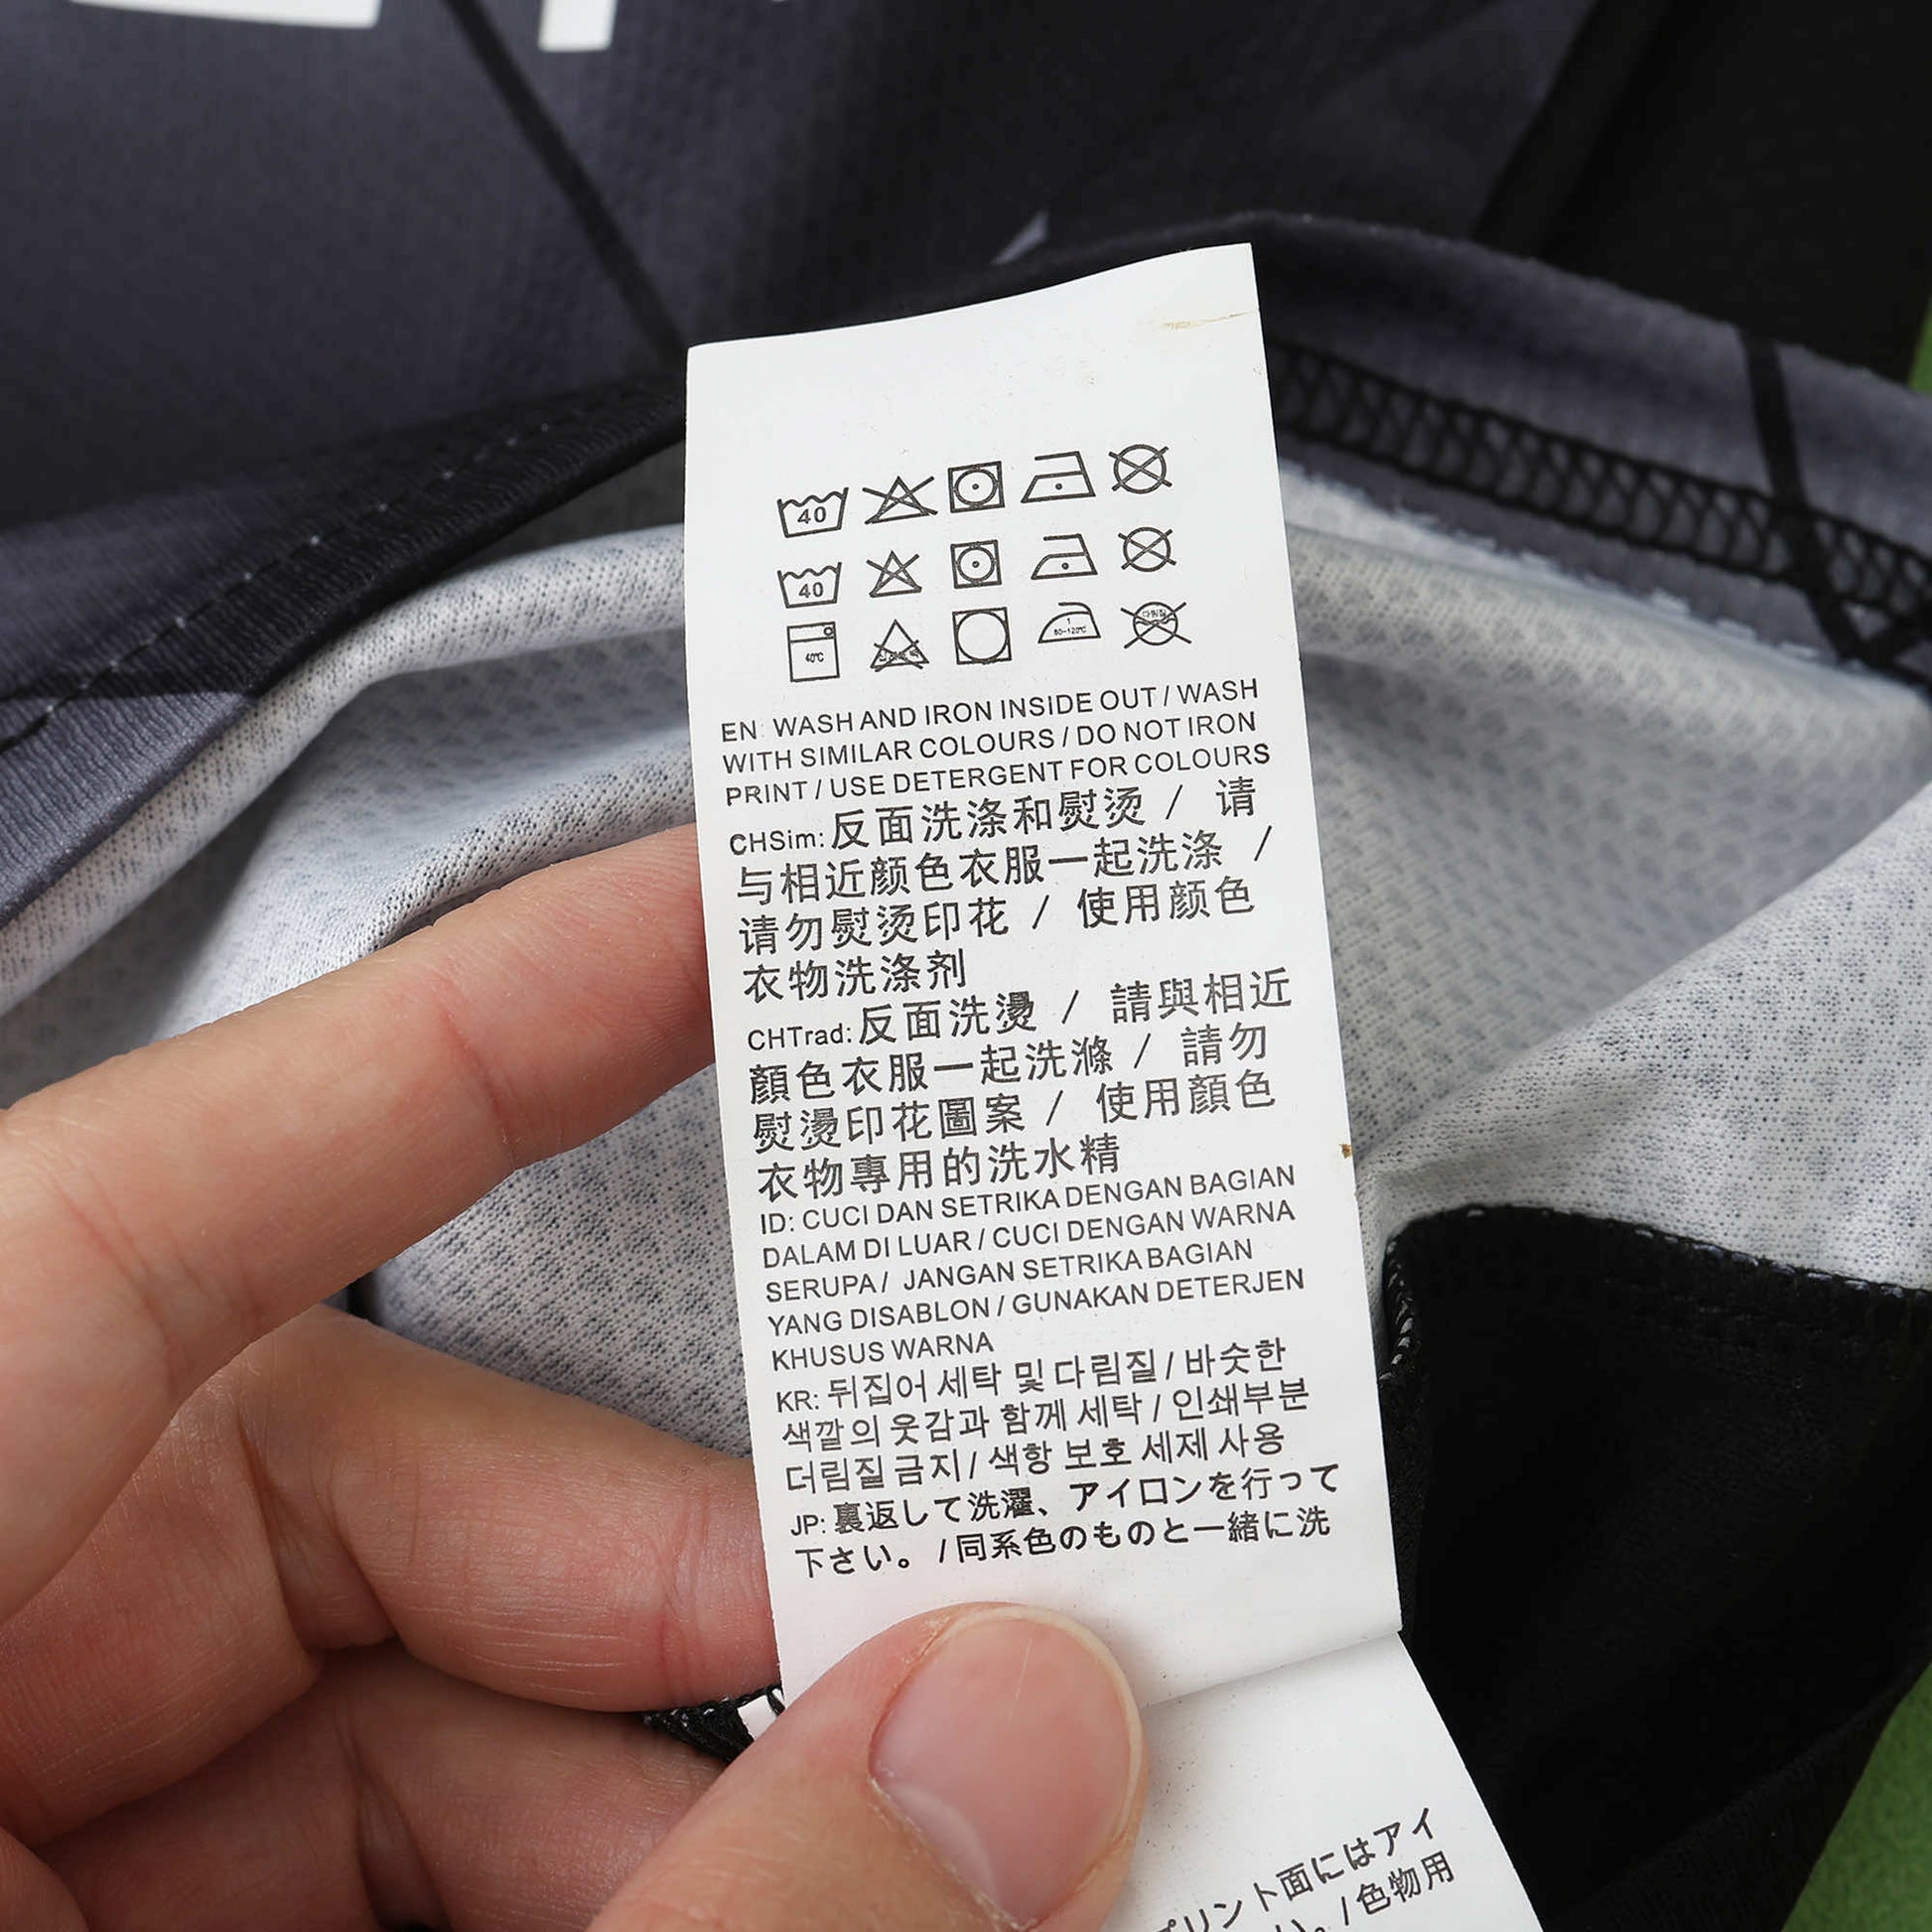 40
40
40℃
1
80~120℃
다림질
EN: WASH AND IRON INSIDE OUT / WASH
WITH SIMILAR COLOURS / DO NOT IRON
PRINT / USE DETERGENT FOR COLOURS
CHSim: 反面洗涤和熨烫 / 请
与相近颜色衣服一起洗涤 /
请勿熨烫印花 / 使用颜色
衣物洗涤剂
CHTrad: 反面洗燙 / 請與相近
顏色衣服一起洗滌 / 請勿
熨燙印花圖案 / 使用顏色
衣物專用的洗水精
ID: CUCI DAN SETRIKA DENGAN BAGIAN
DALAM DI LUAR / CUCI DENGAN WARNA
SERUPA / JANGAN SETRIKA BAGIAN
YANG DISABLON / GUNAKAN DETERJEN
KHUSUS WARNA
KR: 뒤집어 세탁 및 다림질 / 바슷한
색깔의 옷감과 함께 세탁 / 인쇄부분
더림질 금지 / 색항 보호 세제 사용
JP: 裏返して洗濯、アイロンを行って
下さい。 / 同系色のものと一緒に洗
プリント面にはアイ
い。/ 色物用